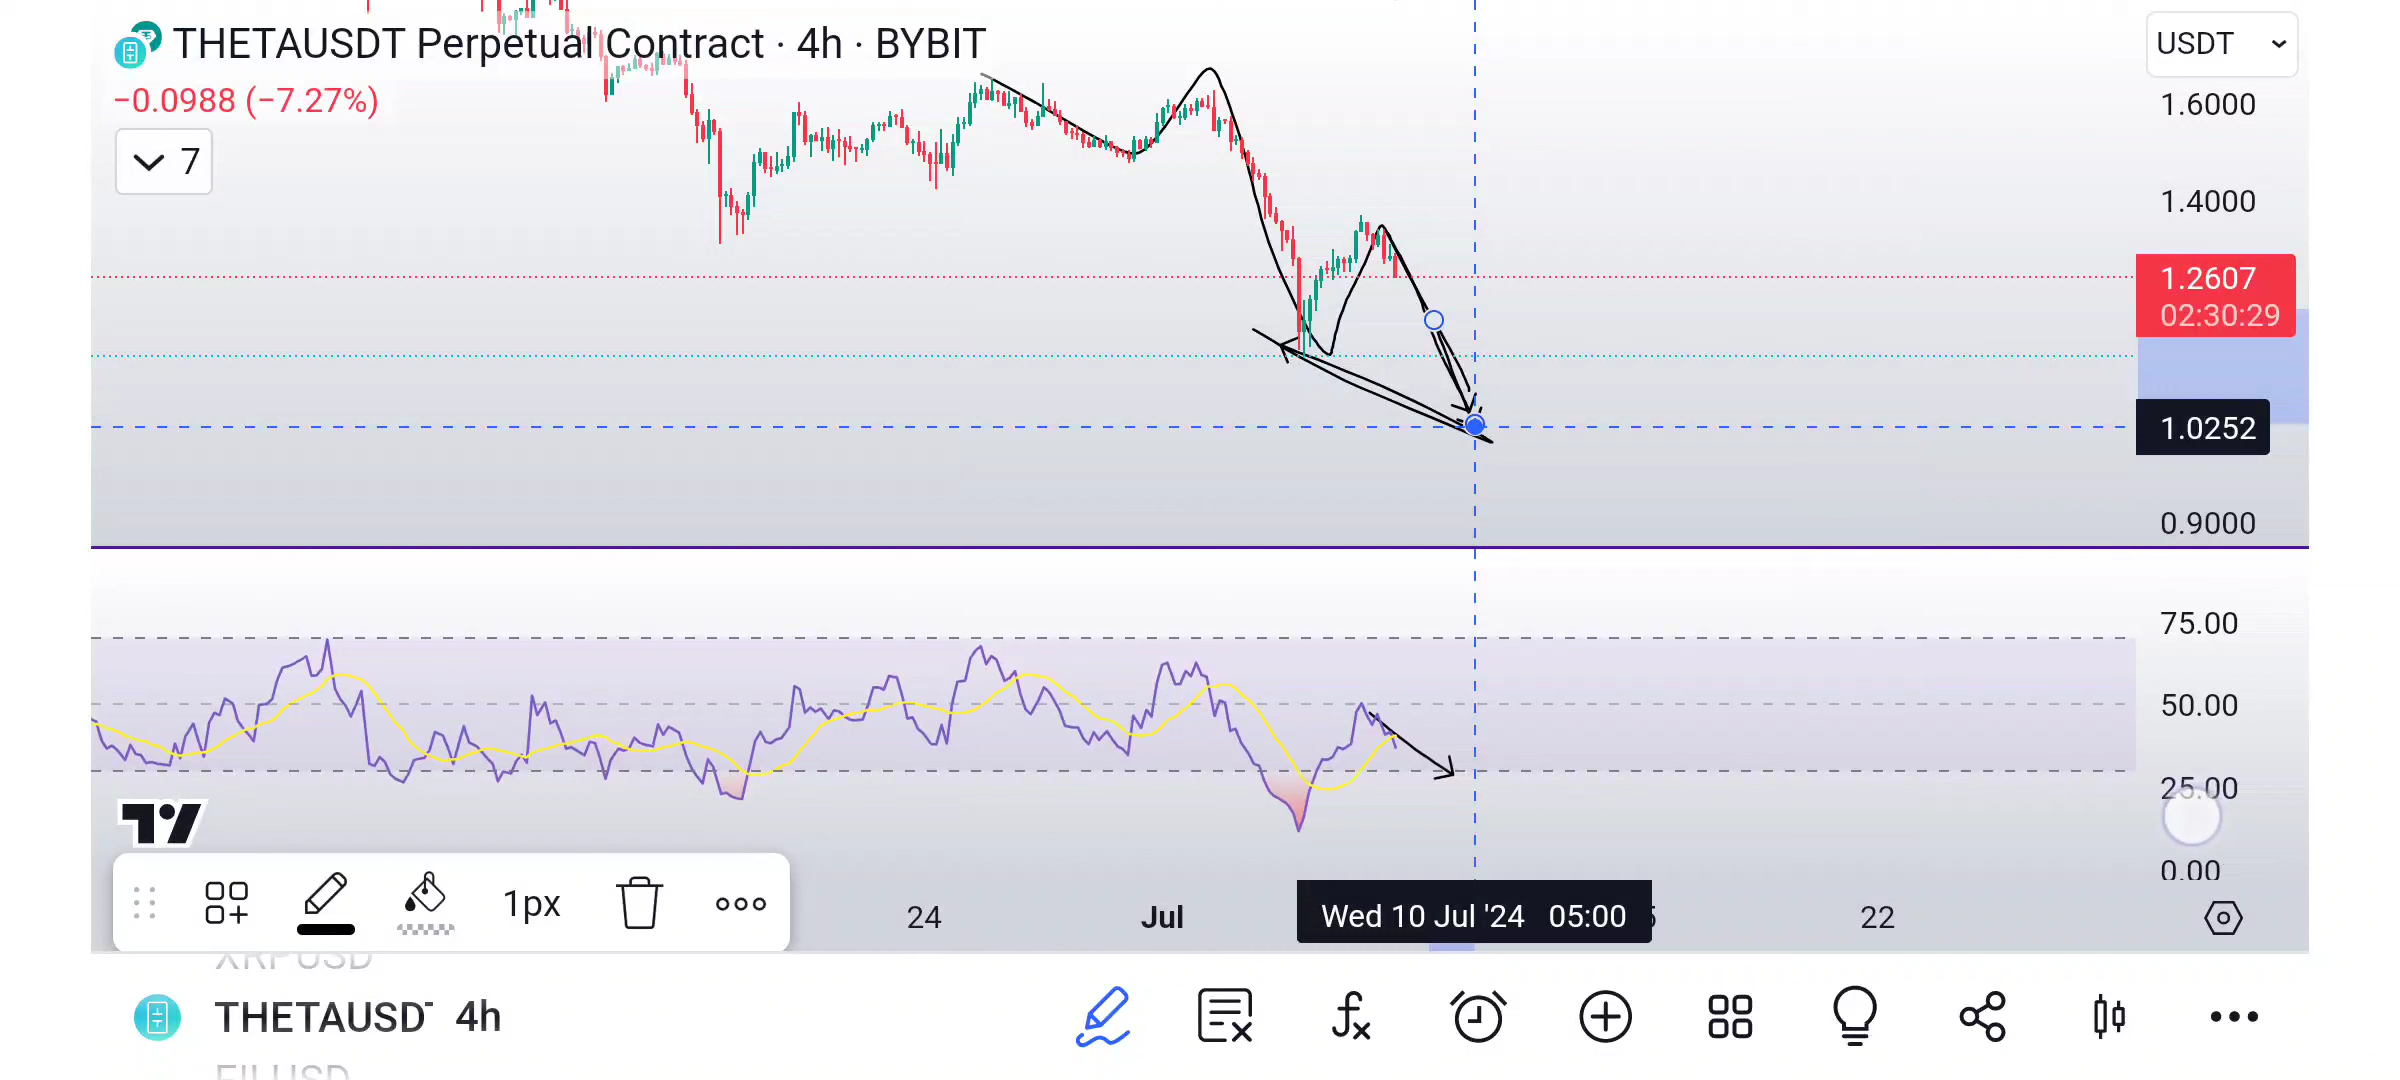 THETAUSDT Perpetual Contract · 4h · BYBIT
−0.0988 (−7.27%)
7
USDT
1.6000
1.4000
1.2607
02:30:29
1.0252
0.9000
75.00
50.00
25.00
0.00
1px
24
Jul
Wed 10 Jul '24 05:00
22
XRPUSD
THETAUSD 4h
FILUSD